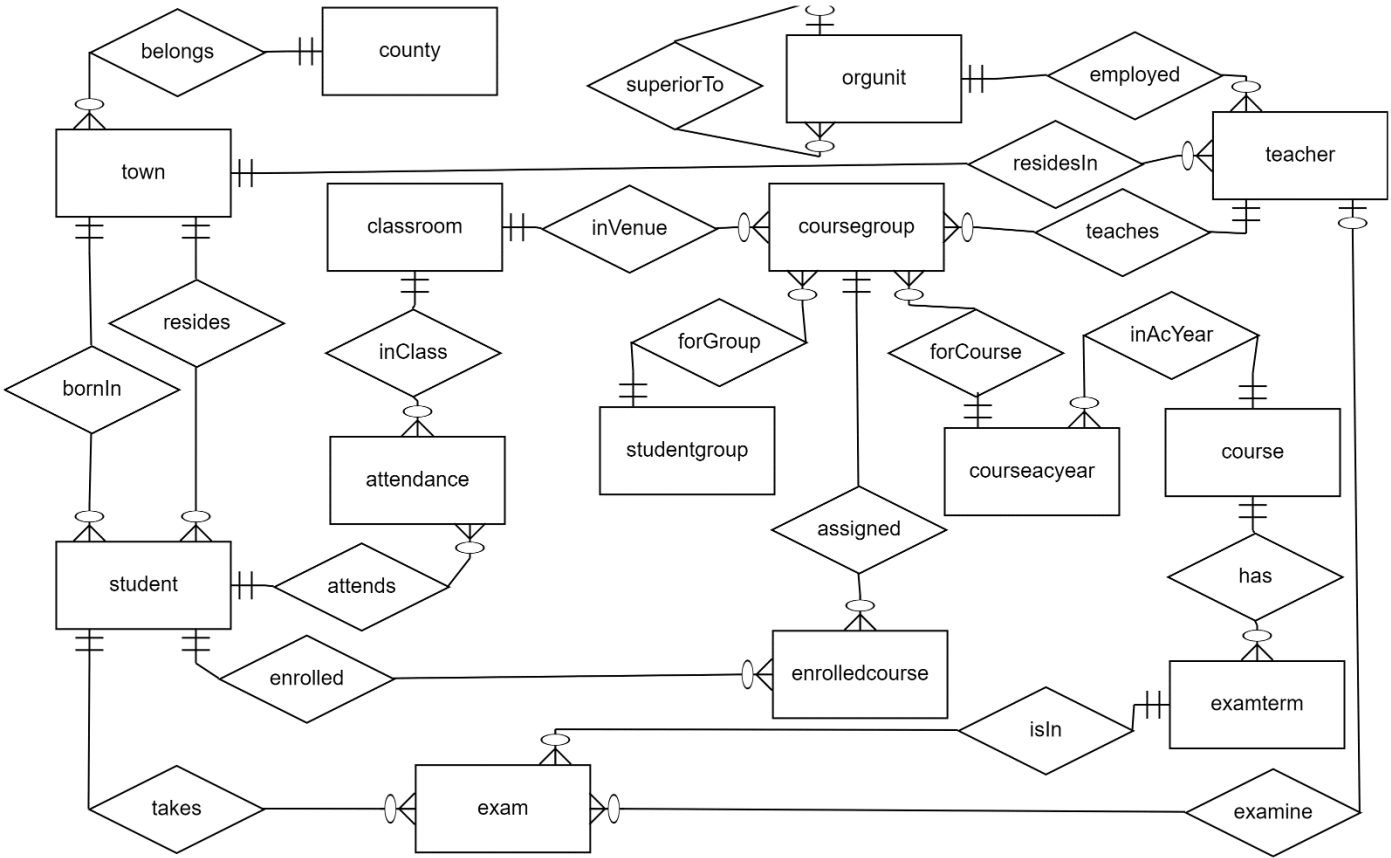 belongs
county
superiorTo
orgunit
employed
town
residesIn
teacher
classroom
inVenue
coursegroup
teaches
resides
inClass
forGroup
forCourse
inAcYear
bornIn
attendance
studentgroup
courseacyear
course
assigned
student
attends
has
enrolled
enrolledcourse
isIn
examterm
takes
exam
examine